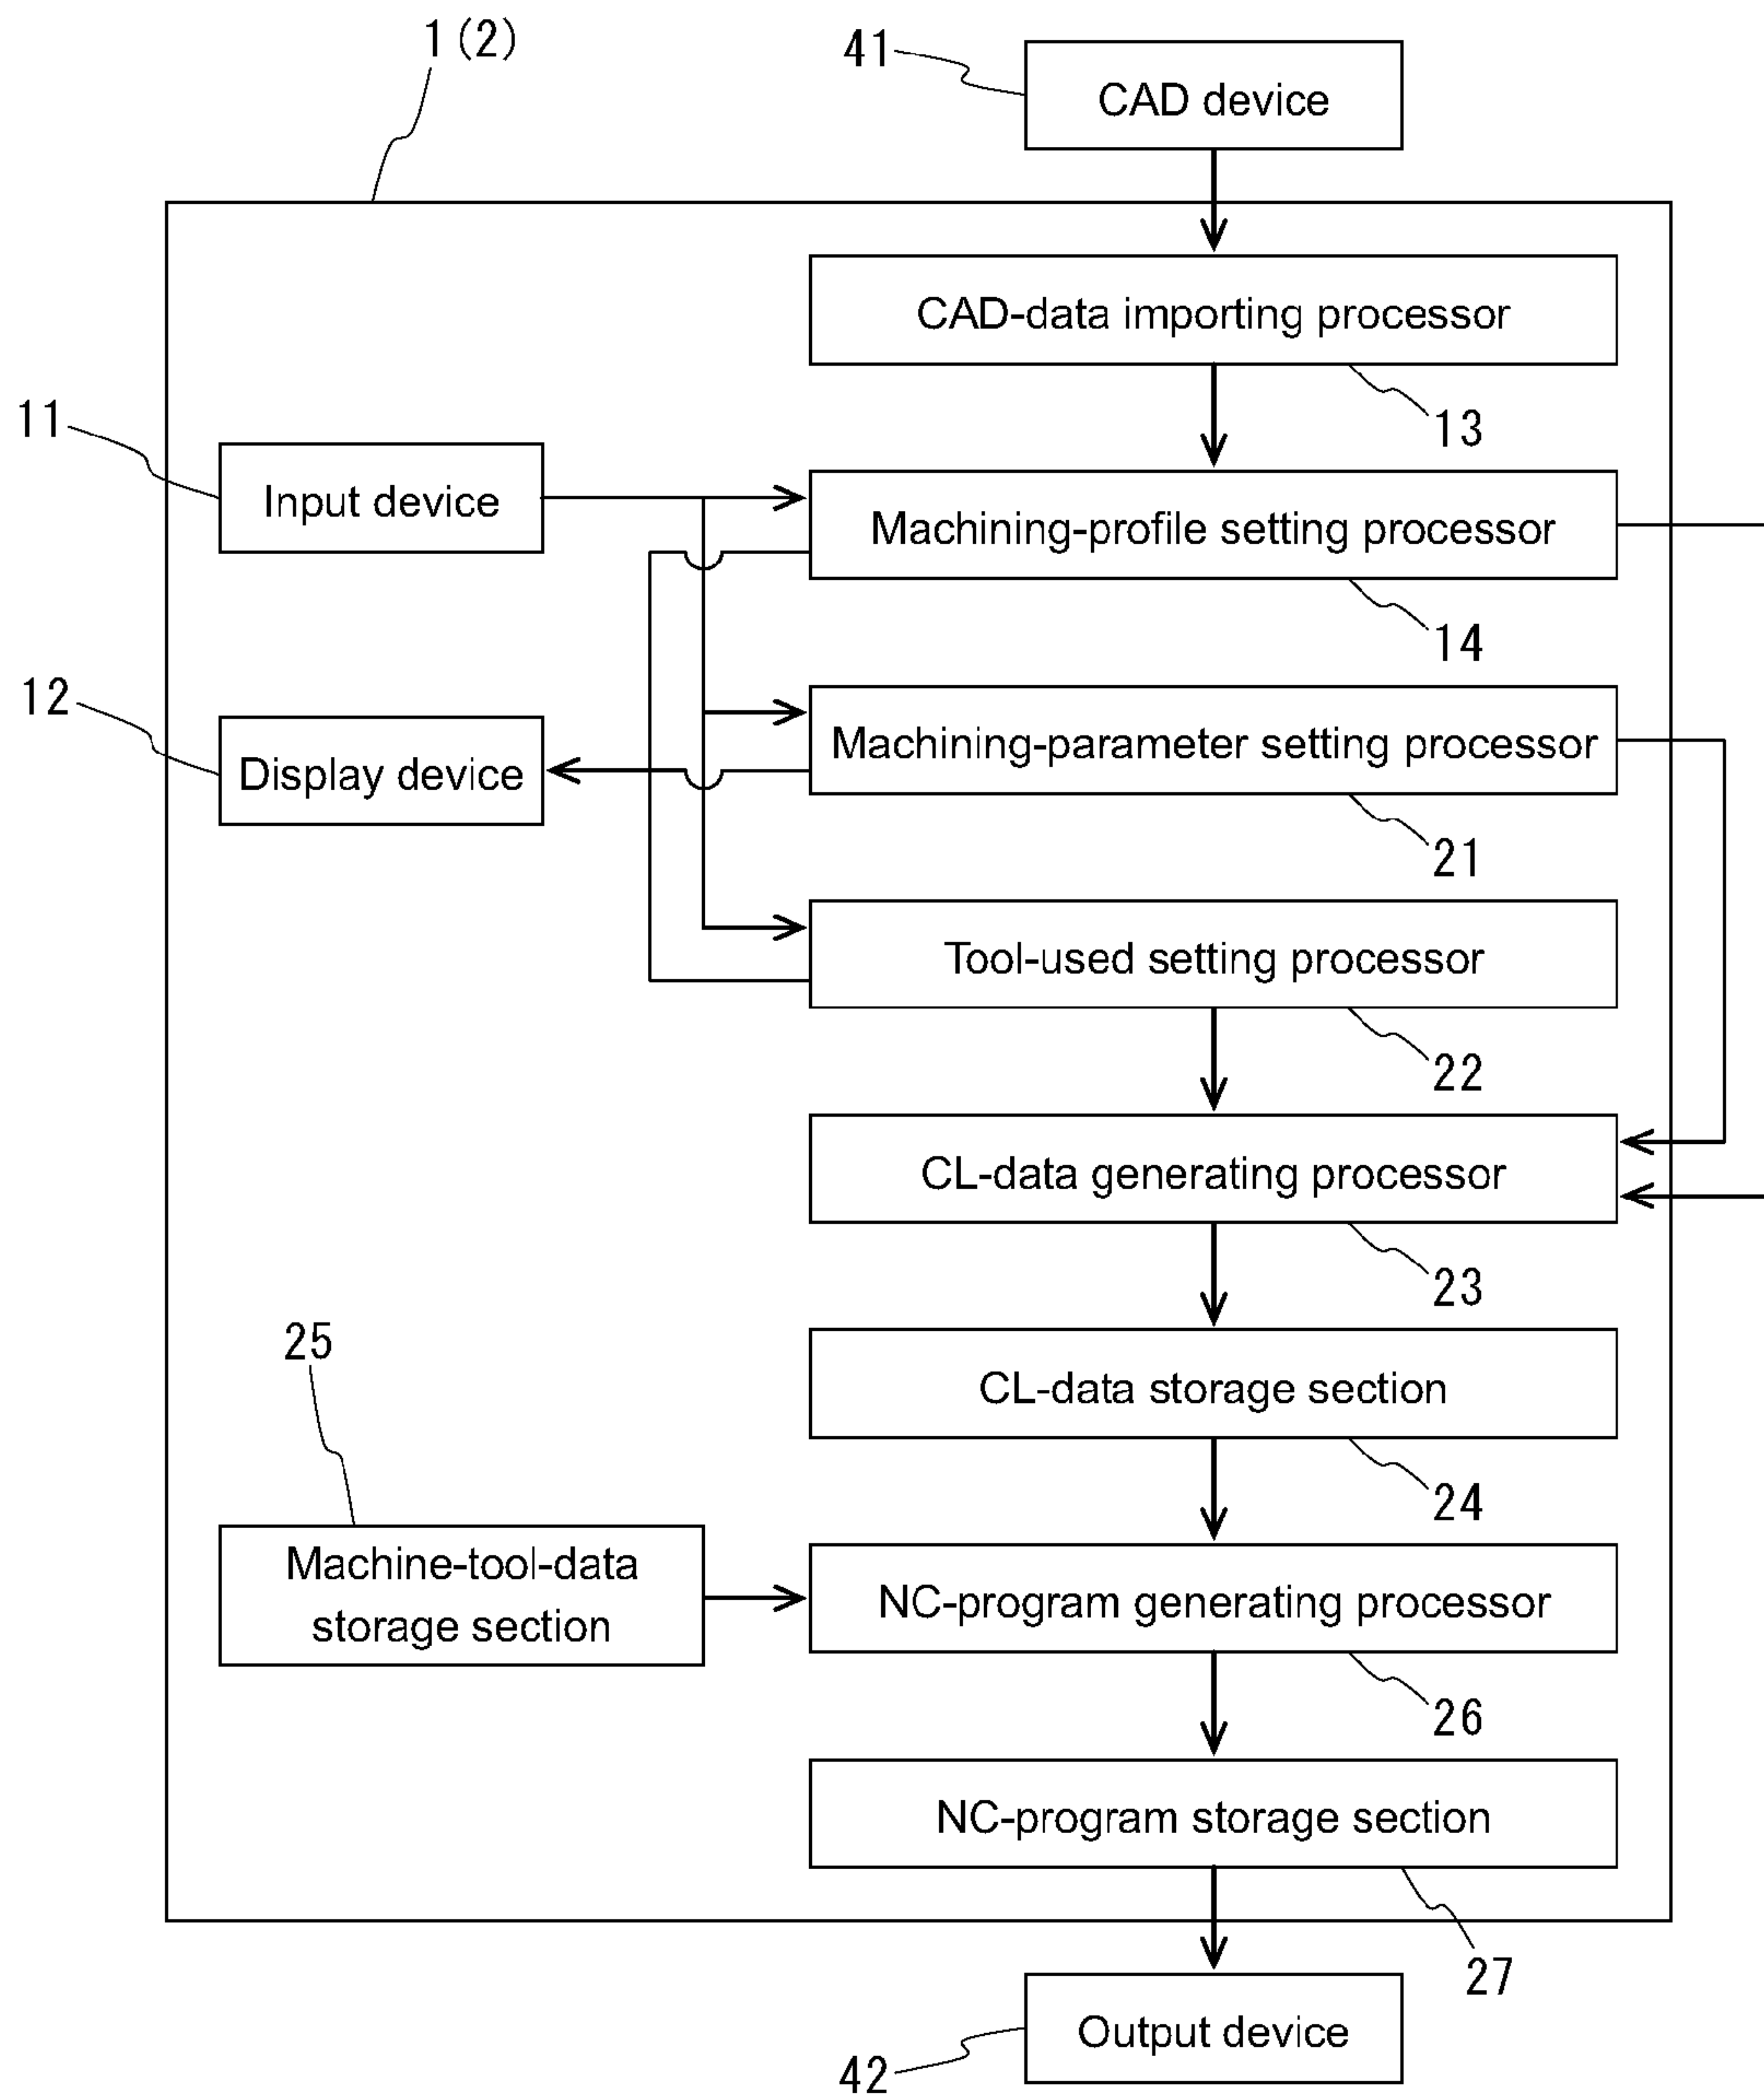 1(2)
41
CAD device
CAD-data importing processor
13
11
Input device
Machining-profile setting processor
14
12
Display device
Machining-parameter setting processor
21
Tool-used setting processor
22
CL-data generating processor
23
CL-data storage section
24
25
Machine-tool-data
storage section
NC-program generating processor
26
NC-program storage section
27
Output device
42